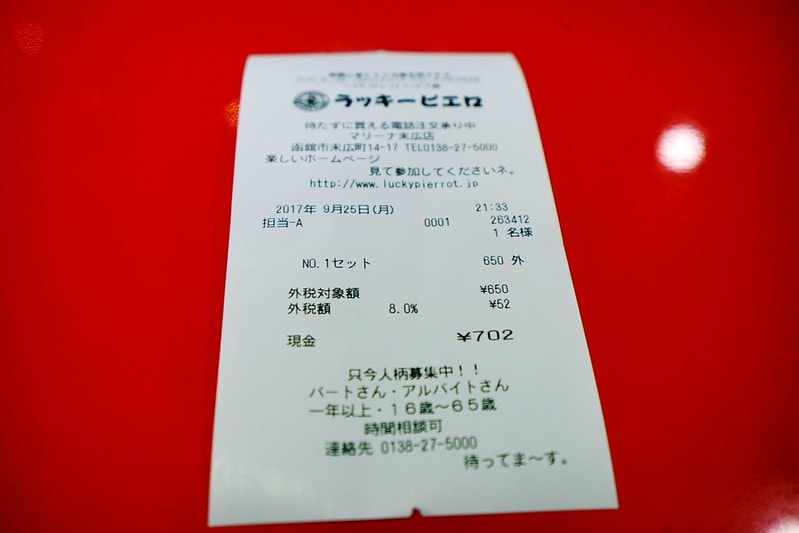 ラッキーピエロ
待たずに買える電話注文承り中
マリーナ末広店
函館市末広町14-17 TEL0138-27-5000
楽しいホームページ
見て参加してくださいネ。
http://www.luckypierrot.jp
2017年 9月25日(月) 21:33
担当-A 0001 263412
1 名様
NO.1セット 650 外
外税対象額 ¥650
外税額 8.0% ¥52
現金 ¥702
只今人柄募集中!!
パートさん・アルバイトさん
一年以上・16歳～65歳
時間相談可
連絡先 0138-27-5000
待ってま～す。